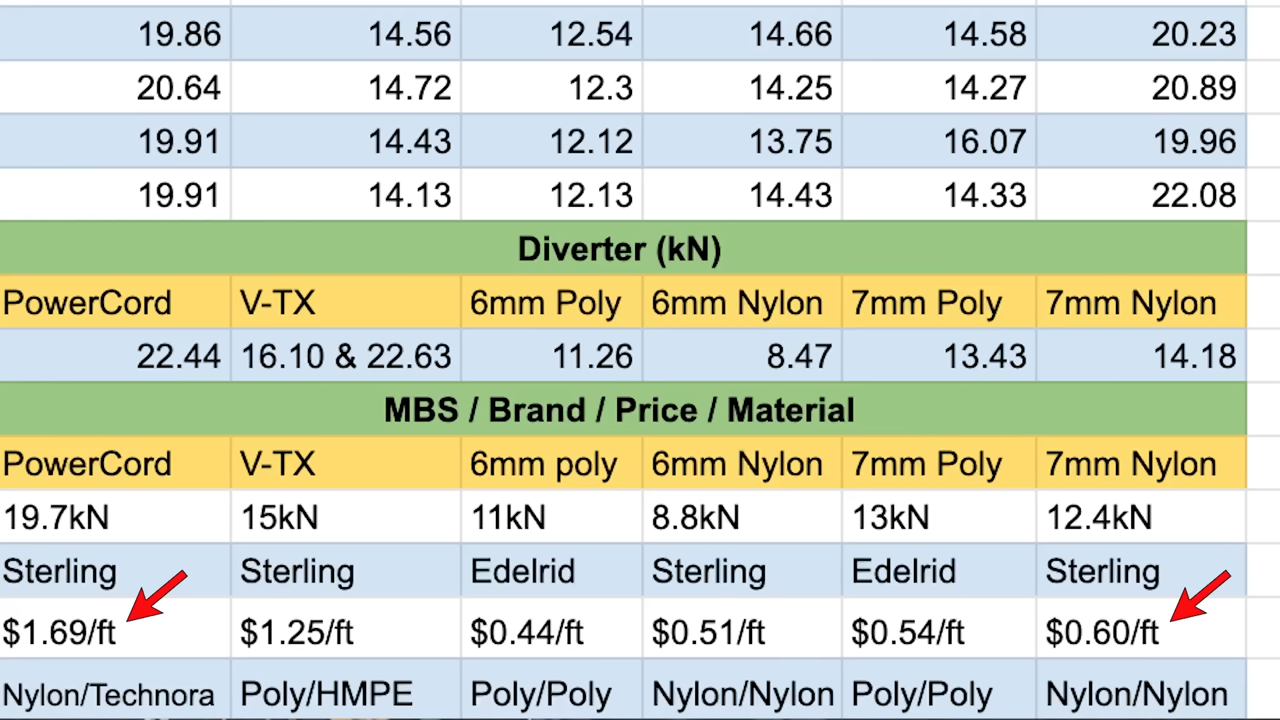 19.86 14.56 12.54 14.66 14.58 20.23
20.64 14.72 12.3 14.25 14.27 20.89
19.91 14.43 12.12 13.75 16.07 19.96
19.91 14.13 12.13 14.43 14.33 22.08
Diverter (kN)
PowerCord V-TX 6mm Poly 6mm Nylon 7mm Poly 7mm Nylon
22.44 16.10 & 22.63 11.26 8.47 13.43 14.18
MBS / Brand / Price / Material
PowerCord V-TX 6mm poly 6mm Nylon 7mm Poly 7mm Nylon
19.7kN 15kN 11kN 8.8kN 13kN 12.4kN
Sterling Sterling Edelrid Sterling Edelrid Sterling
$1.69/ft $1.25/ft $0.44/ft $0.51/ft $0.54/ft $0.60/ft
Nylon/Technora Poly/HMPE Poly/Poly Nylon/Nylon Poly/Poly Nylon/Nylon